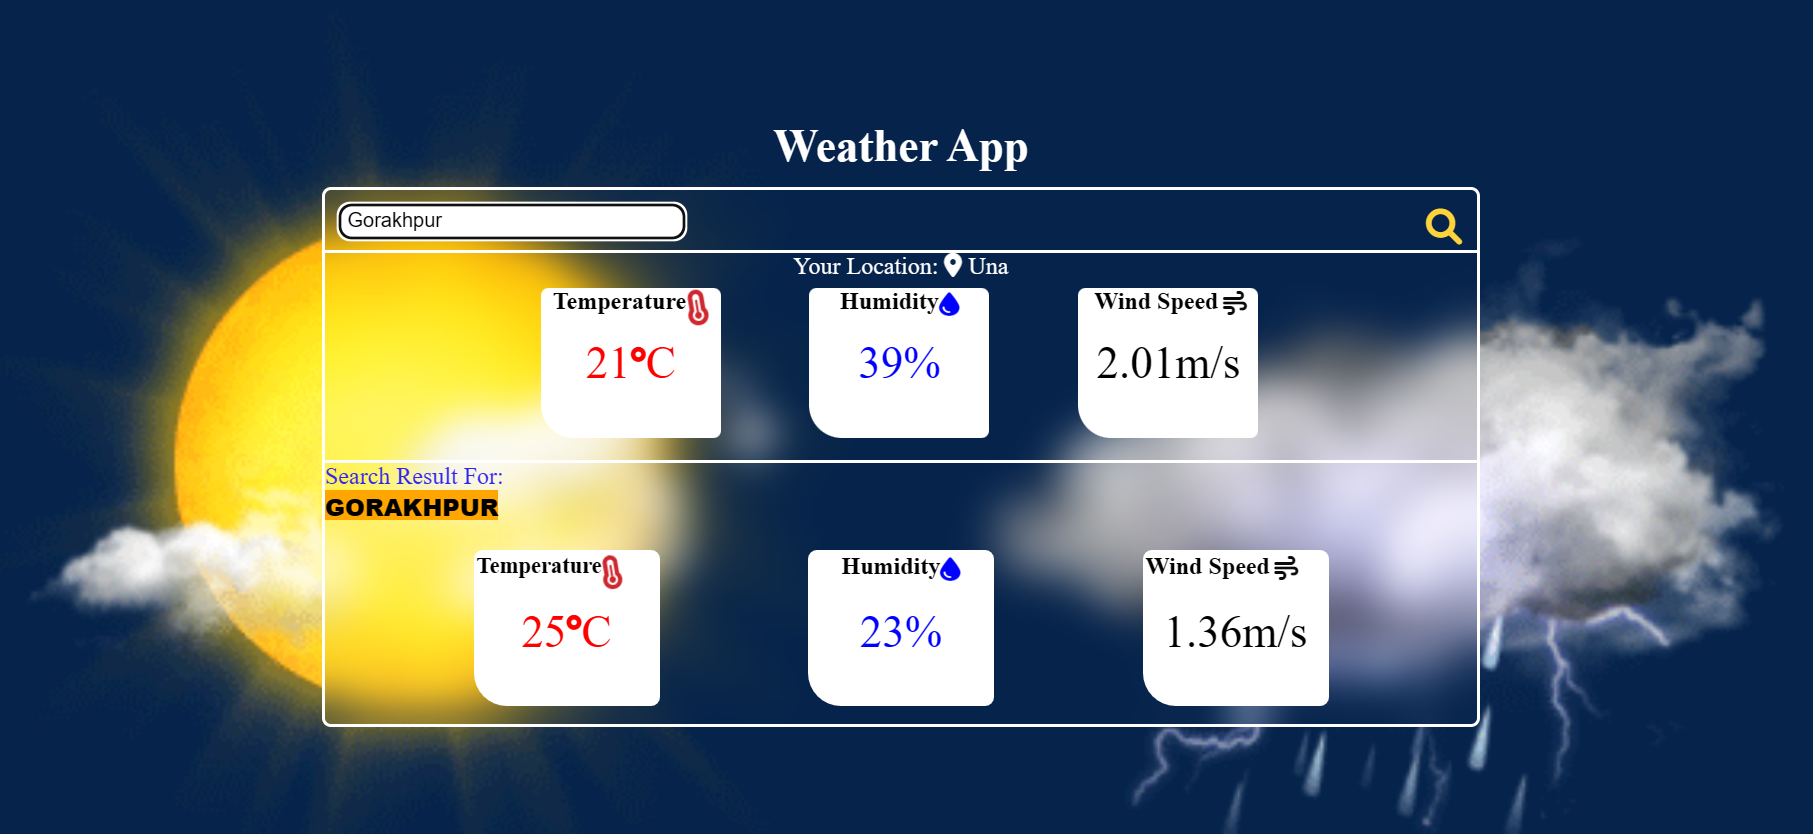 Weather App
Gorakhpur
Your Location: Una
Temperature Humidity Wind Speed
21°C 39% 2.01m/s
Search Result For:
GORAKHPUR
Temperature Humidity Wind Speed
25°C 23% 1.36m/s